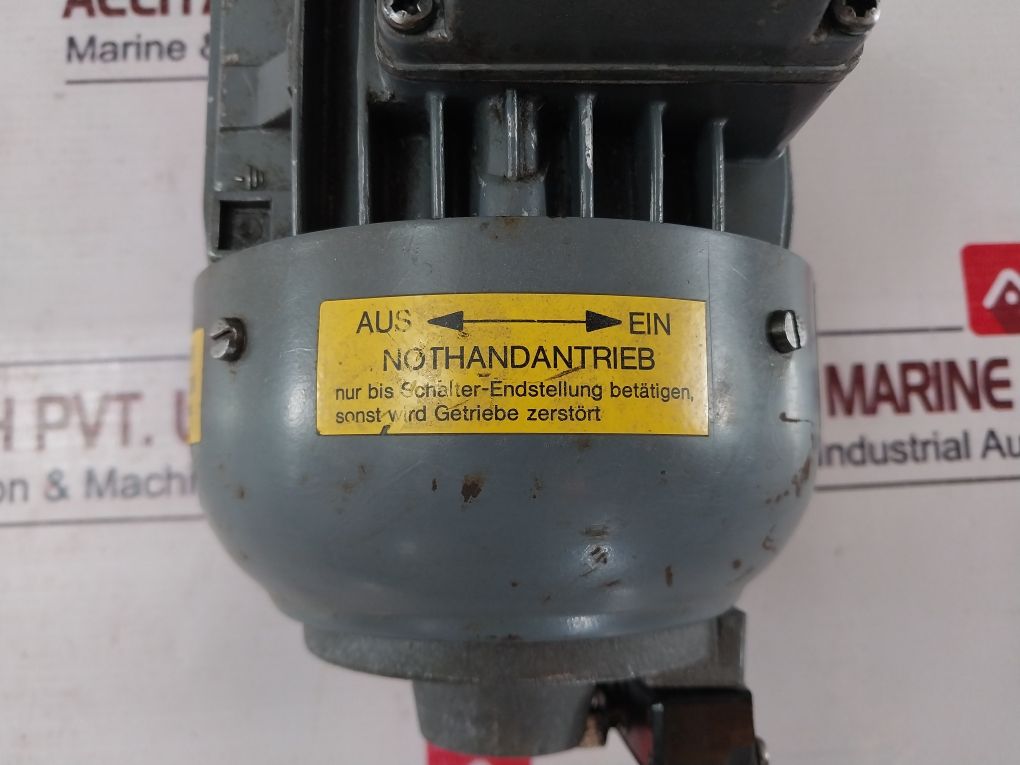 Marine &
AUS EIN
NOTHANDANTRIEB
nur bis Schalter-Endstellung betätigen,
sonst wird Getriebe zerstört
H PVT. U
on & Machi
MARINE
Industrial Au